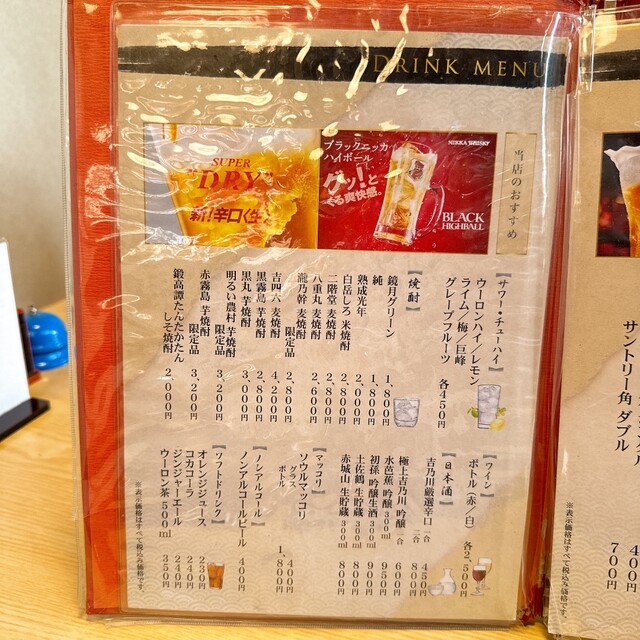 DRINK MENU
SUPER
"DRY"
新!辛口〈生〉
ブラックニッカ
ハイボール
グッ!と
くる爽快感。
NIKKA WHISKY
BLACK
HIGHBALL
当店のおすすめ
【サワー・チューハイ】
ウーロンハイ/レモン
ライム/梅/巨峰
グレープフルーツ 各450円
【焼酎】
鏡月グリーン 1,800円
純 1,800円
熟成光年 2,000円
白岳しろ 米焼酎 2,800円
二階堂 麦焼酎 2,800円
八重丸 麦焼酎 2,600円
瀧乃幹 麦焼酎 限定品 2,800円
吉四六 麦焼酎 4,200円
黒霧島 芋焼酎 2,800円
黒丸 芋焼酎 3,000円
明るい農村 芋焼酎 限定品 3,200円
赤霧島 芋焼酎 限定品 3,200円
鍛高譚たんたかたん
しそ焼酎 2,000円
【ワイン】
ボトル(赤/白) 各2,500円
【日本酒】
吉乃川厳選辛口 一合 450円
二合 800円
極上吉乃川 吟醸 一合 600円
水芭蕉 吟醸 300ml 900円
初孫 吟醸生酒 300ml 950円
土佐鶴 生貯蔵 300ml 800円
赤城山 生貯蔵 300ml 800円
【マッコリ】
ソウルマッコリ
グラス 400円
ボトル 1,800円
【ノンアルコール】
ノンアルコールビール 400円
【ソフトドリンク】
オレンジジュース 230円
コカコーラ 240円
ジンジャーエール 240円
ウーロン茶 500ml 350円
※表示価格はすべて税込み価格です。
※表示価格はすべて税込み価格です。
400円
サントリー角 ダブル 700円